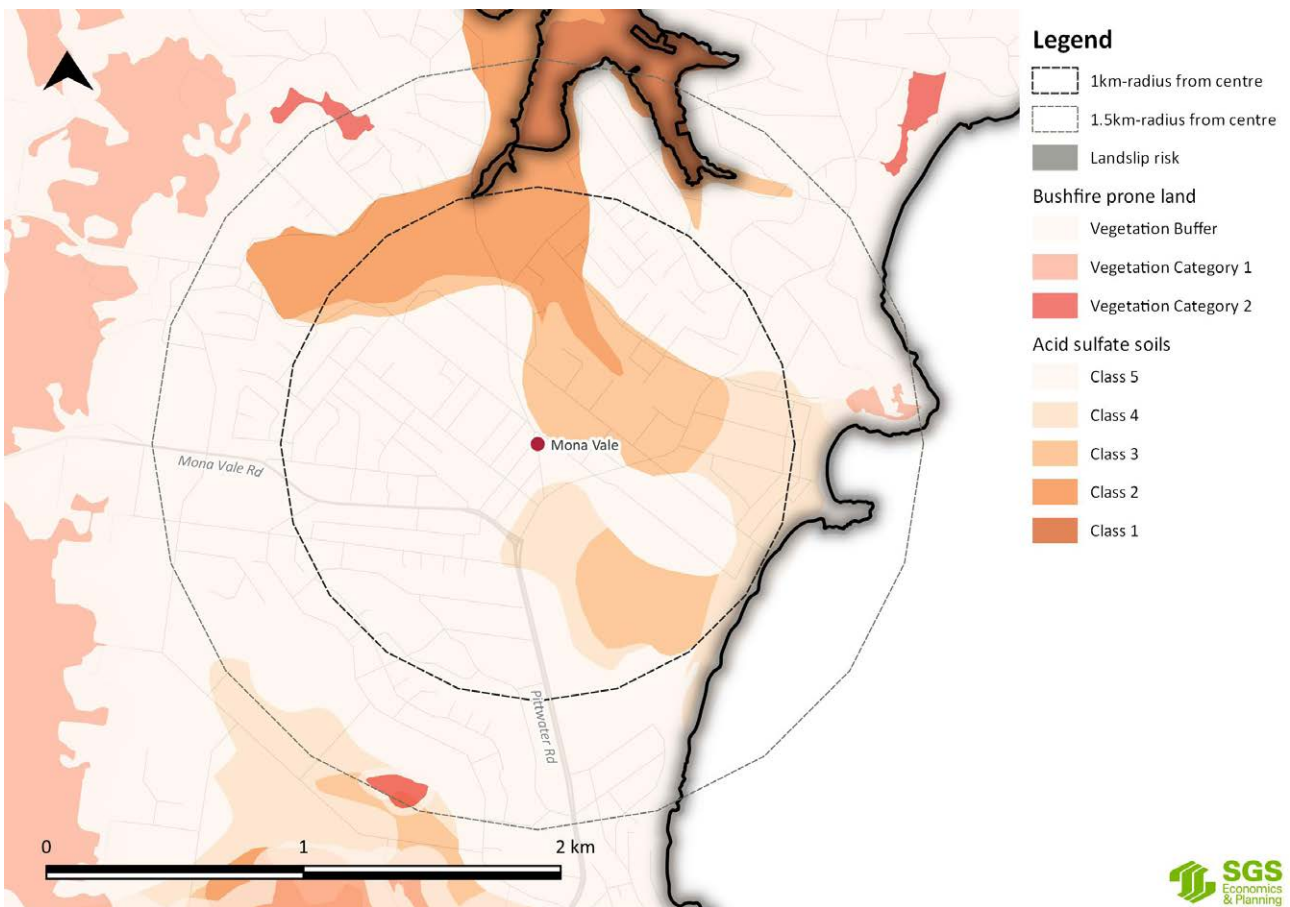 Legend
1km-radius from centre
1.5km-radius from centre
Landslip risk
Bushfire prone land
Vegetation Buffer
Vegetation Category 1
Vegetation Category 2
Acid sulfate soils
Class 5
Class 4
Class 3
Class 2
Class 1
Mona Vale
Mona Vale Rd
Pittwater Rd
0 1 2 km
SGS
Economics
& Planning